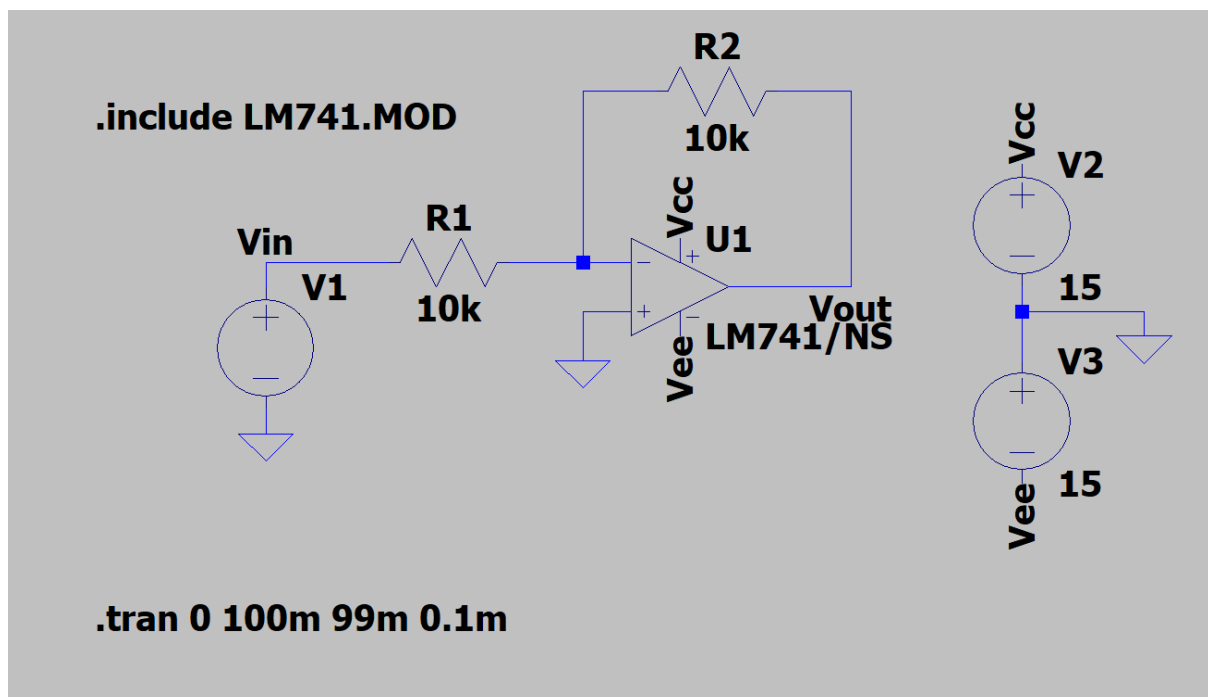 R2
.include LM741.MOD
10k
Vcc
V2
R1
Vcc
U1
Vin
V1
10k
15
Vout
LM741/NS
Vee
V3
15
Vee
.tran 0 100m 99m 0.1m